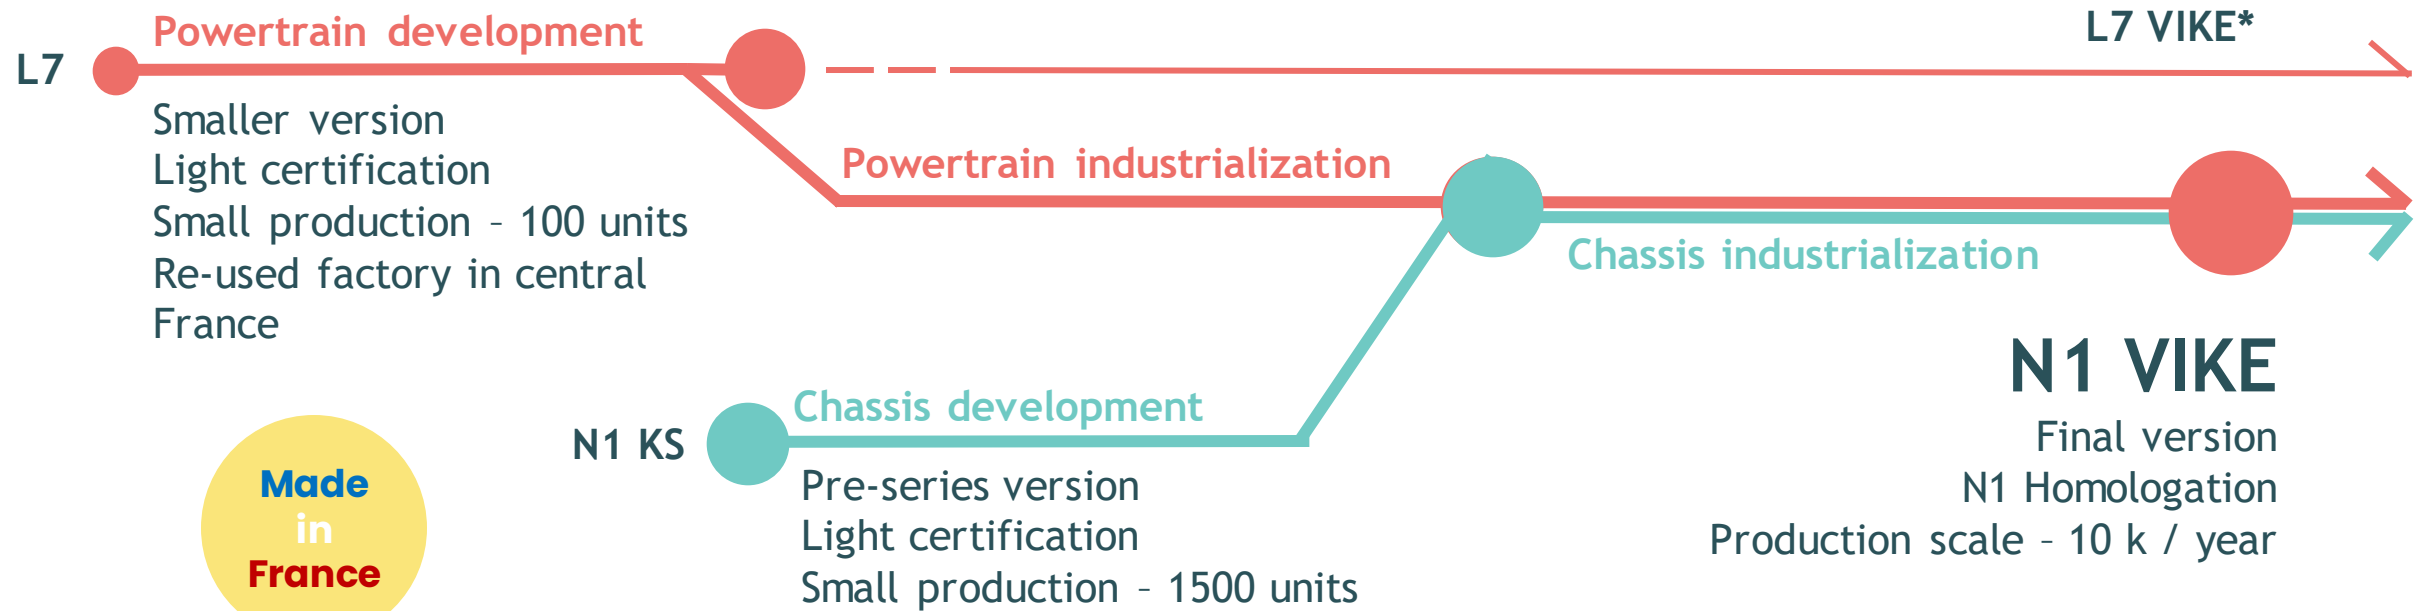 L7 VIKE*
Powertrain development
L7
Smaller version
Light certification
Small production – 100 units
Re-used factory in central
France
Powertrain industrialization
Chassis industrialization
N1 KS
Chassis development
Pre-series version
Light certification
Small production – 1500 units
N1 VIKE
Final version
N1 Homologation
Production scale – 10 k / year
Made
in
France